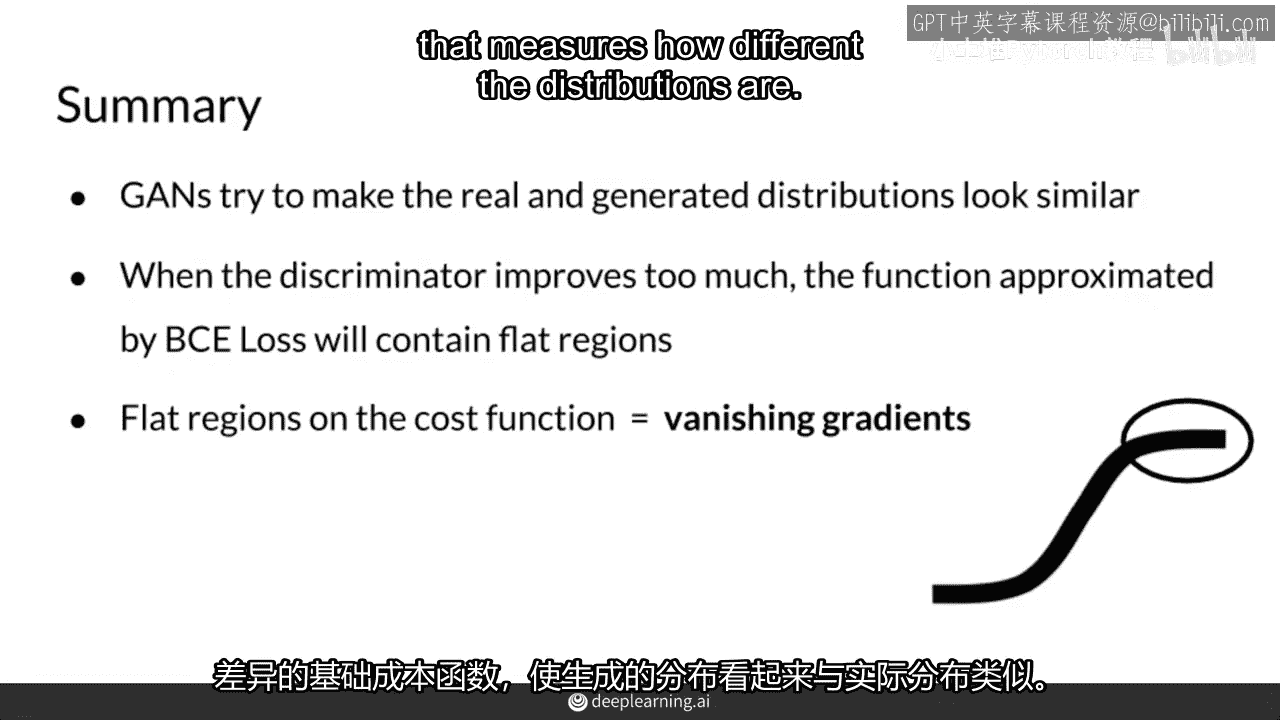 GPT中英字幕课程资源@bilibili.com
that measures how different
the distributions are.
Summary
• GANs try to make the real and generated distributions look similar
• When the discriminator improves too much, the function approximated
by BCE Loss will contain flat regions
• Flat regions on the cost function = vanishing gradients
差异的基础成本函数，使生成的分布看起来与实际分布类似。
deeplearning.ai